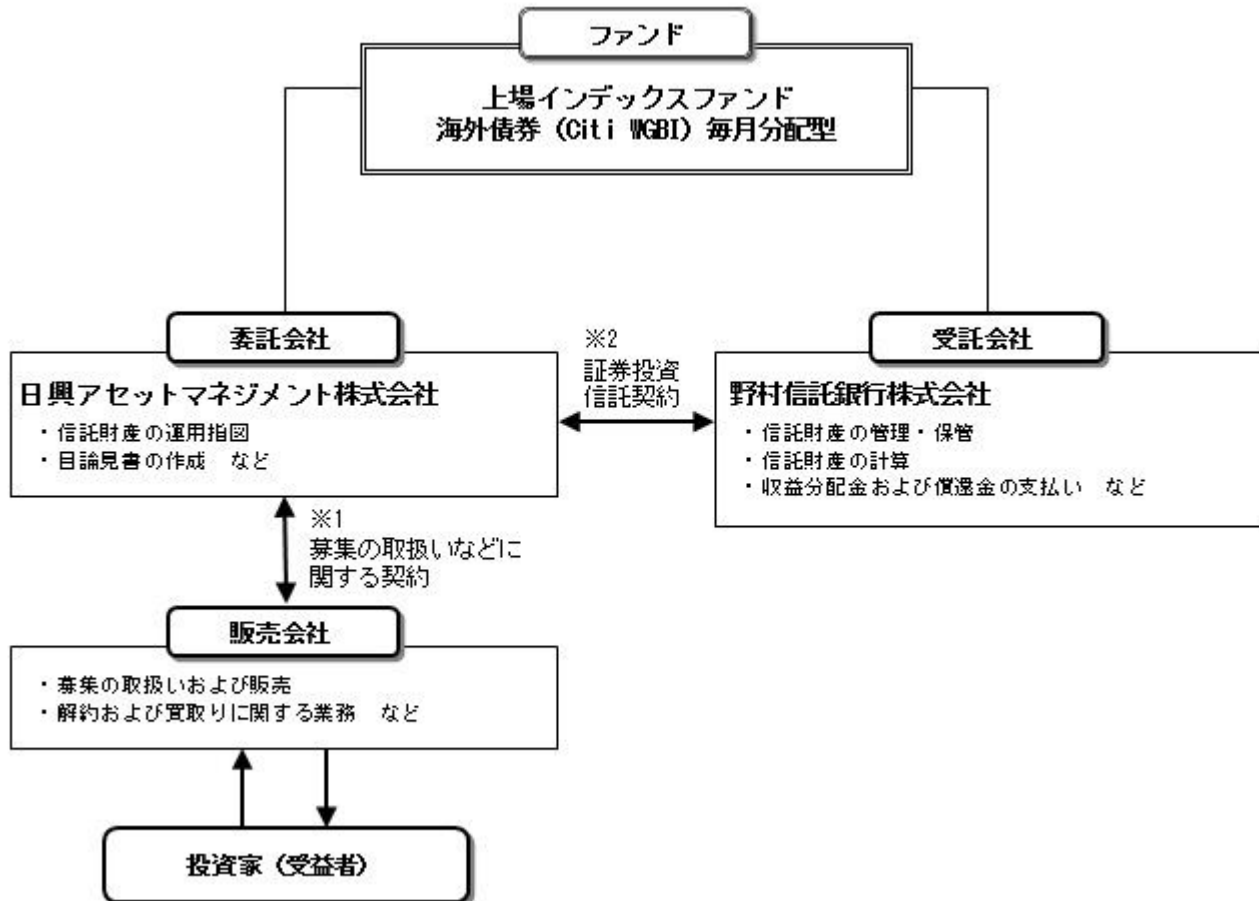 ファンド
上場インデックスファンド
海外債券（Citi WGBI）毎月分配型
委託会社
日興アセットマネジメント株式会社
・信託財産の運用指図
・目論見書の作成　など
※2
証券投資
信託契約
受託会社
野村信託銀行株式会社
・信託財産の管理・保管
・信託財産の計算
・収益分配金および償還金の支払い　など
※1
募集の取扱いなどに
関する契約
販売会社
・募集の取扱いおよび販売
・解約および買取りに関する業務　など
投資家（受益者）